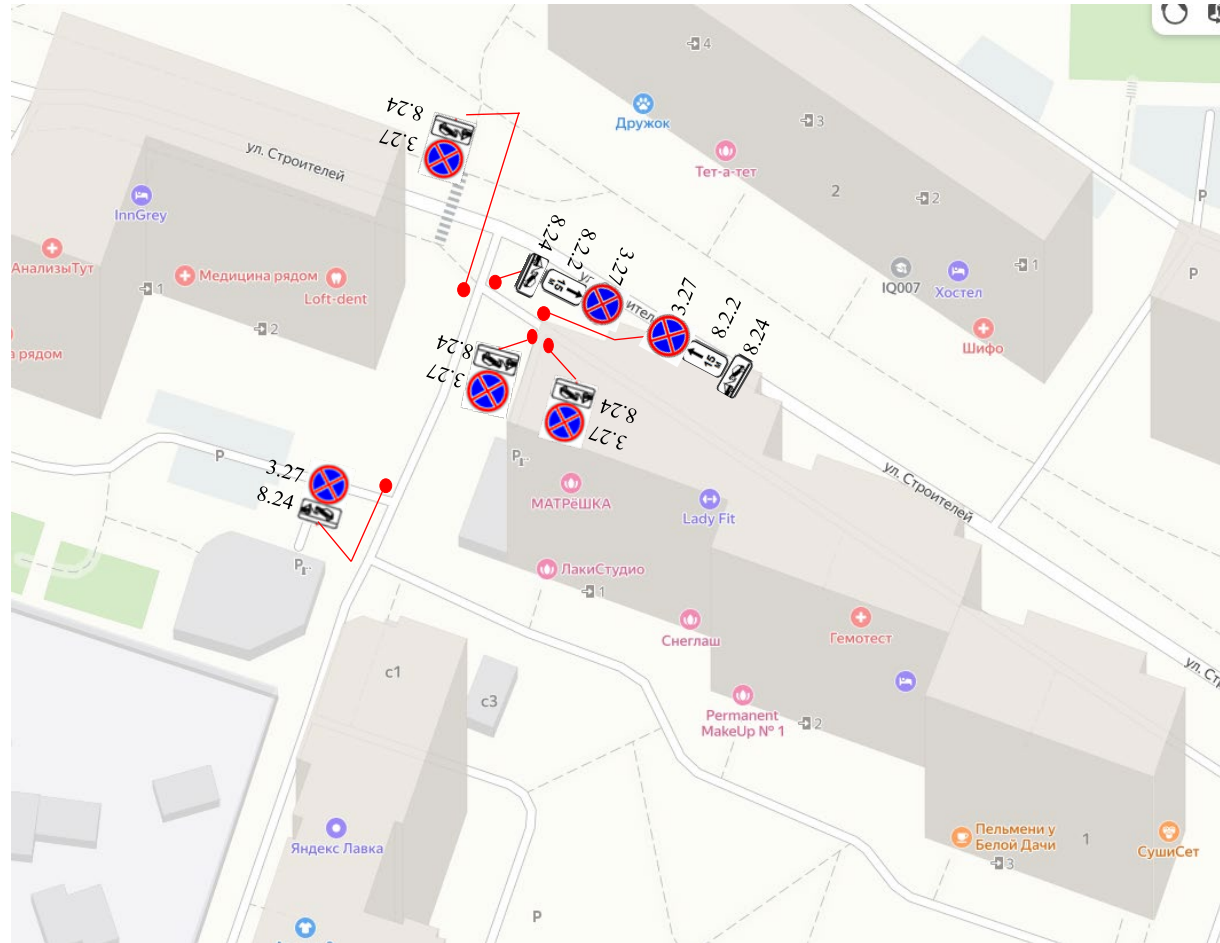 4
Дружок
3
8.24
3.27
ул. Строителей
Тет-а-тет
2
2
P
InnGrey
АнализыТут
Медицина рядом
Loft-dent
1
2
а рядом
8.24
8.2.2
3.27
15 м
ул
ител
3.27
8.2.2
8.24
15 м
IQ007
Хостел
1
P
Шифо
8.24
3.27
8.24
3.27
P
3.27
8.24
P
P
МАТРёШКА
Lady Fit
ул. Строителей
ЛакиСтудио
1
Снеглаш
Гемотест
ул. Стр
с1
с3
Permanent
MakeUp № 1
2
Яндекс Лавка
Пельмени у
Белой Дачи
3
1
СушиСет
P